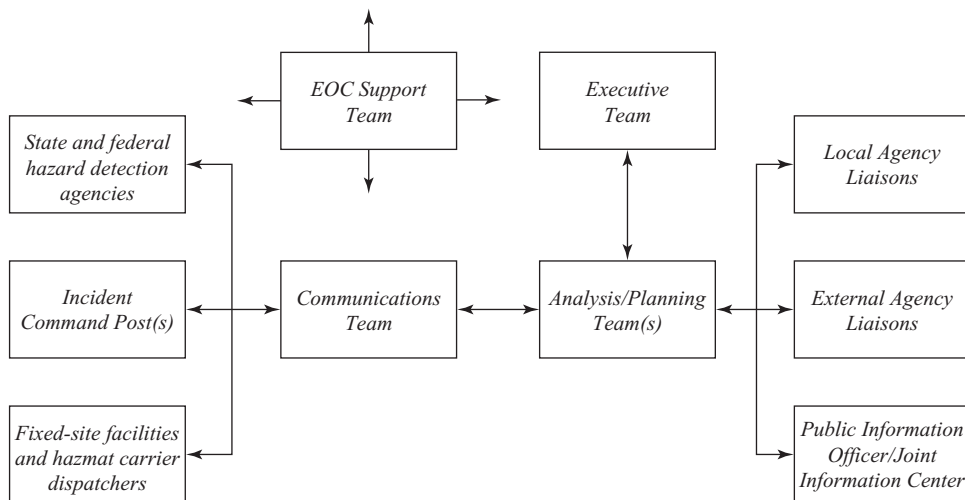 EOC Support
Team
Executive
Team
State and federal
hazard detection
agencies
Local Agency
Liaisons
Incident
Command Post(s)
Communications
Team
Analysis/Planning
Team(s)
External Agency
Liaisons
Fixed-site facilities
and hazmat carrier
dispatchers
Public Information
Officer/Joint
Information Center